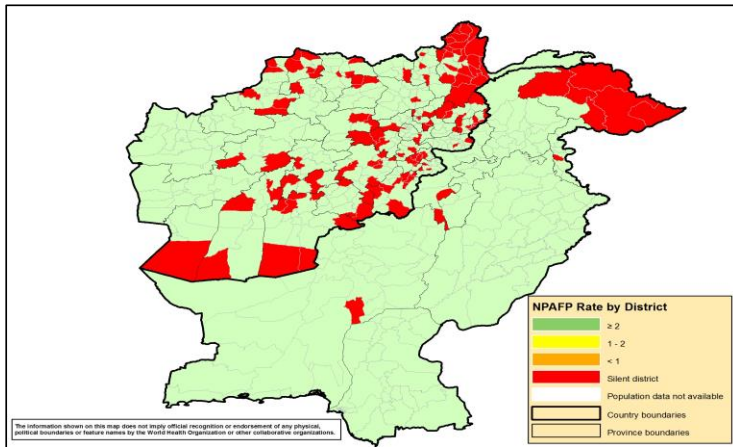 NPAFP Rate by District
≥ 2
1 - 2
< 1
Silent district
Population data not available
Country boundaries
Province boundaries
The information shown on this map does not imply official recognition or endorsement of any physical,
political boundaries or feature names by the World Health Organization or other collaborative organizations.